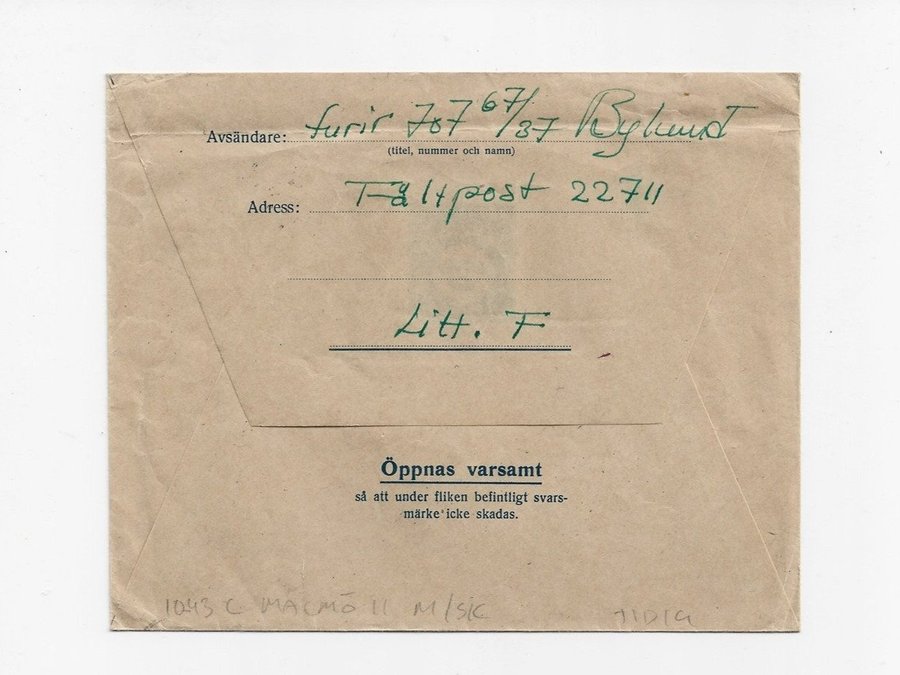 Avsändare: furir 707 67/37 Bylund
(titel, nummer och namn)
Adress: Fältpost 22711
Litt. F
Öppnas varsamt
så att under fliken befintligt svars-
märke icke skadas.
1043 C MALMÖ 11 M/SK TIDIG